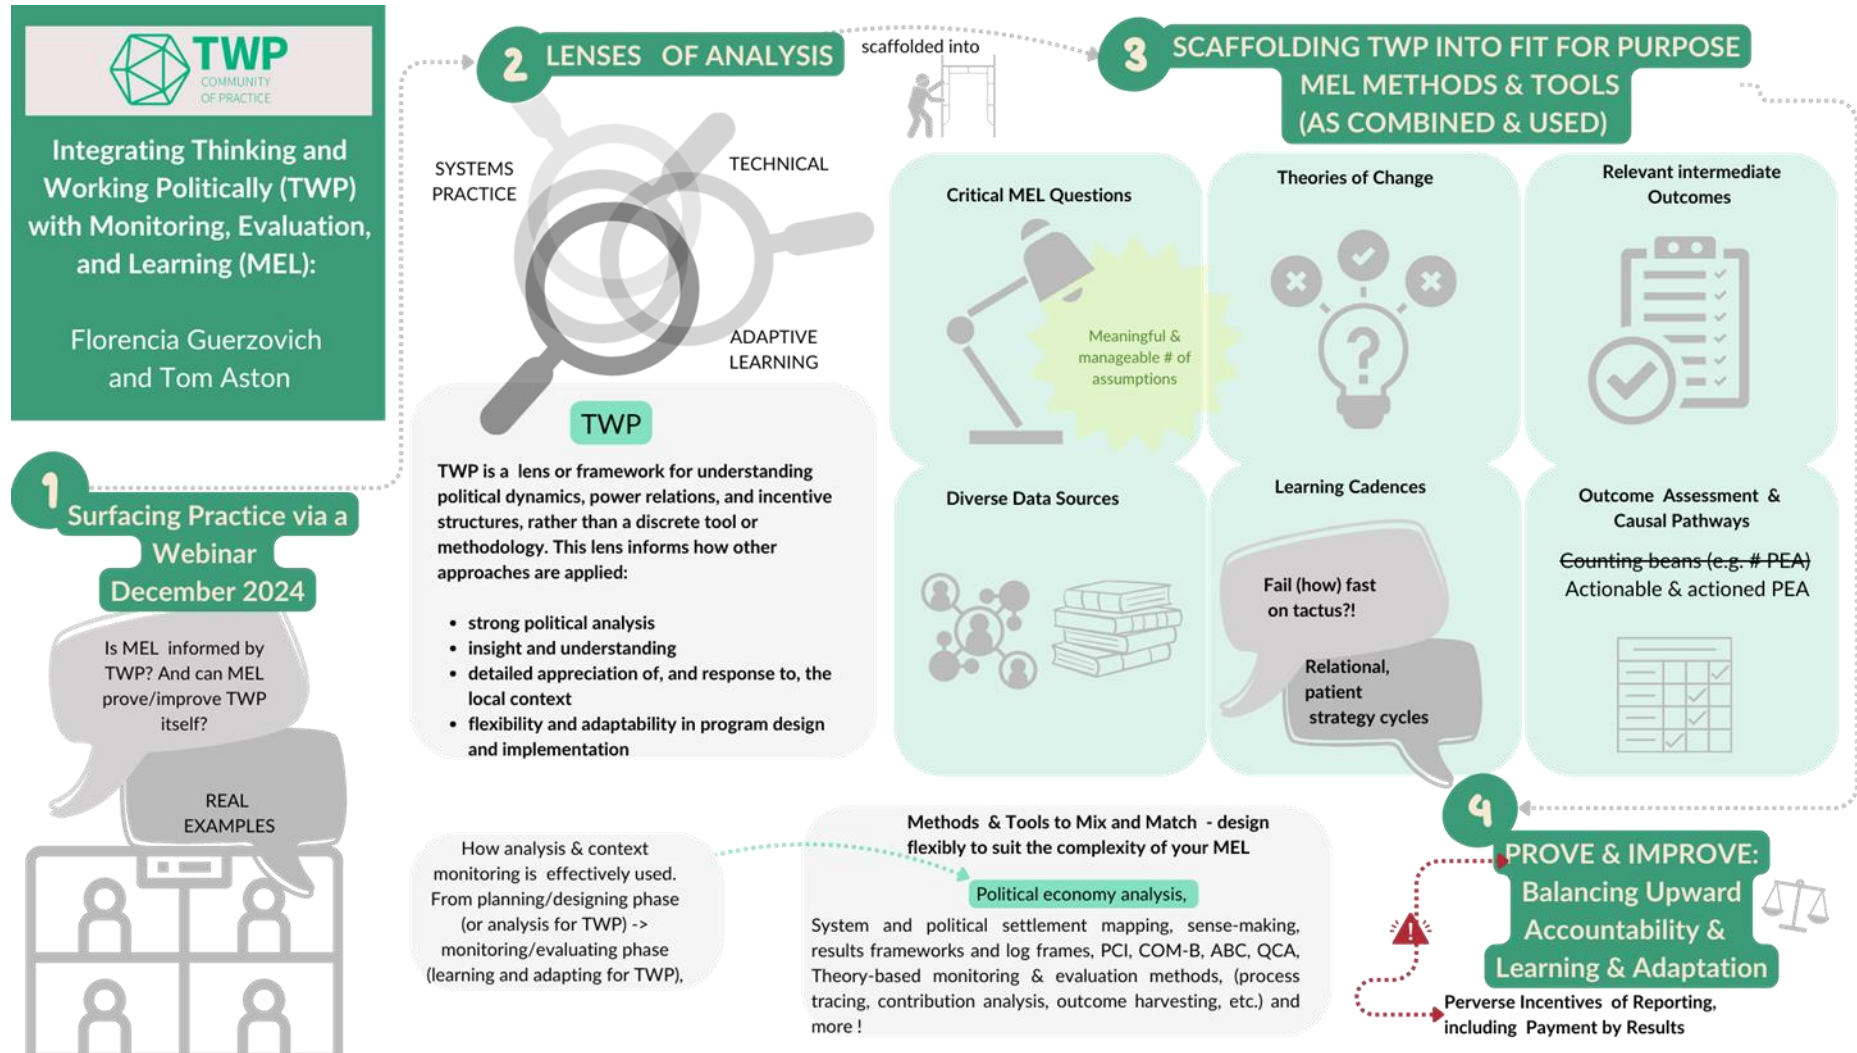 TWP
COMMUNITY
OF PRACTICE
Integrating Thinking and
Working Politically (TWP)
with Monitoring, Evaluation,
and Learning (MEL):
Florencia Guerzovich
and Tom Aston
1
Surfacing Practice via a
Webinar
December 2024
Is MEL informed by
TWP? And can MEL
prove/improve TWP
itself?
REAL
EXAMPLES
2
LENSES OF ANALYSIS
SYSTEMS
PRACTICE
TECHNICAL
ADAPTIVE
LEARNING
TWP
TWP is a lens or framework for understanding
political dynamics, power relations, and incentive
structures, rather than a discrete tool or
methodology. This lens informs how other
approaches are applied:
• strong political analysis
• insight and understanding
• detailed appreciation of, and response to, the
local context
• flexibility and adaptability in program design
and implementation
How analysis & context
monitoring is effectively used.
From planning/designing phase
(or analysis for TWP) ->
monitoring/evaluating phase
(learning and adapting for TWP),
scaffolded into
3
SCAFFOLDING TWP INTO FIT FOR PURPOSE
MEL METHODS & TOOLS
(AS COMBINED & USED)
Critical MEL Questions
Meaningful &
manageable # of
assumptions
Theories of Change
?
Relevant intermediate
Outcomes
Diverse Data Sources
Learning Cadences
Fail (how) fast
on tactus?!
Relational,
patient
strategy cycles
Outcome Assessment &
Causal Pathways
Counting beans (e.g. # PEA)
Actionable & actioned PEA
Methods & Tools to Mix and Match - design
flexibly to suit the complexity of your MEL
Political economy analysis,
System and political settlement mapping, sense-making,
results frameworks and log frames, PCI, COM-B, ABC, QCA,
Theory-based monitoring & evaluation methods, (process
tracing, contribution analysis, outcome harvesting, etc.) and
more !
4
PROVE & IMPROVE:
Balancing Upward
Accountability &
Learning & Adaptation
!
Perverse Incentives of Reporting,
including Payment by Results